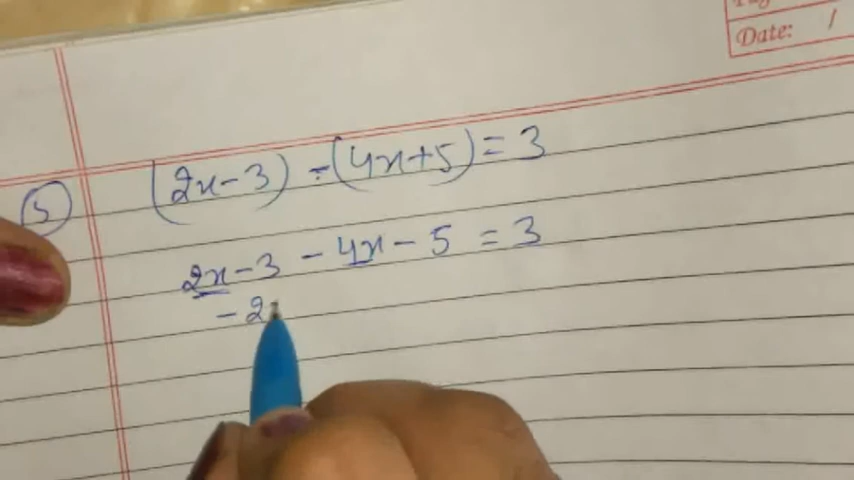 Date: /
5 (2x-3) - (4x+5) = 3
2x-3 - 4x - 5 = 3
- 2